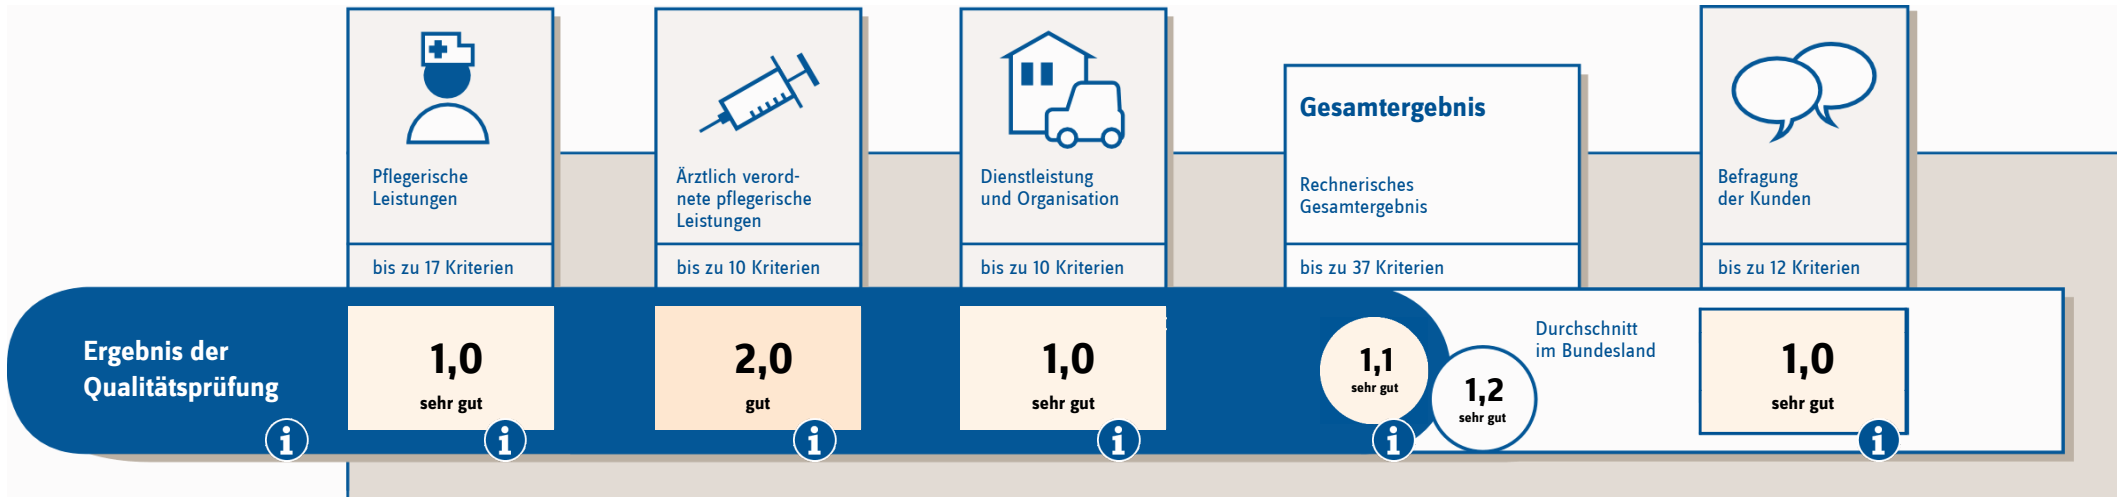 Pflegerische
Leistungen
bis zu 17 Kriterien
Ärztlich verord-
nete pflegerische
Leistungen
bis zu 10 Kriterien
Dienstleistung
und Organisation
bis zu 10 Kriterien
Gesamtergebnis
Rechnerisches
Gesamtergebnis
bis zu 37 Kriterien
Befragung
der Kunden
bis zu 12 Kriterien
Ergebnis der
Qualitätsprüfung
i
1,0
sehr gut
i
2,0
gut
i
1,0
sehr gut
i
1,1
sehr gut
i
1,2
sehr gut
Durchschnitt
im Bundesland
1,0
sehr gut
i